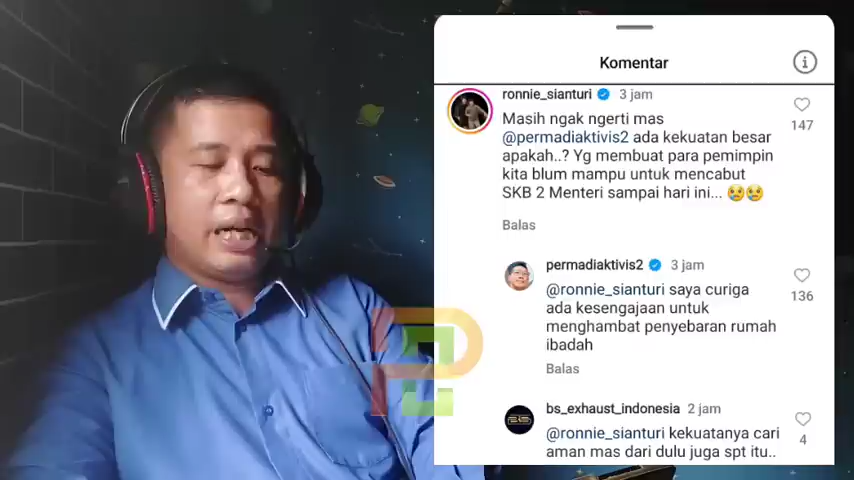 Komentar
ronnie_sianturi 3 jam
Masih ngak ngerti mas
@permadiaktivis2 ada kekuatan besar
apakah..? Yg membuat para pemimpin
kita blum mampu untuk mencabut
SKB 2 Menteri sampai hari ini... 😢😢
147
Balas
permadiaktivis2 3 jam
@ronnie_sianturi saya curiga
ada kesengajaan untuk
menghambat penyebaran rumah
ibadah
136
Balas
bs_exhaust_indonesia 2 jam
@ronnie_sianturi kekuatanya cari
aman mas dari dulu juga spt itu..
4